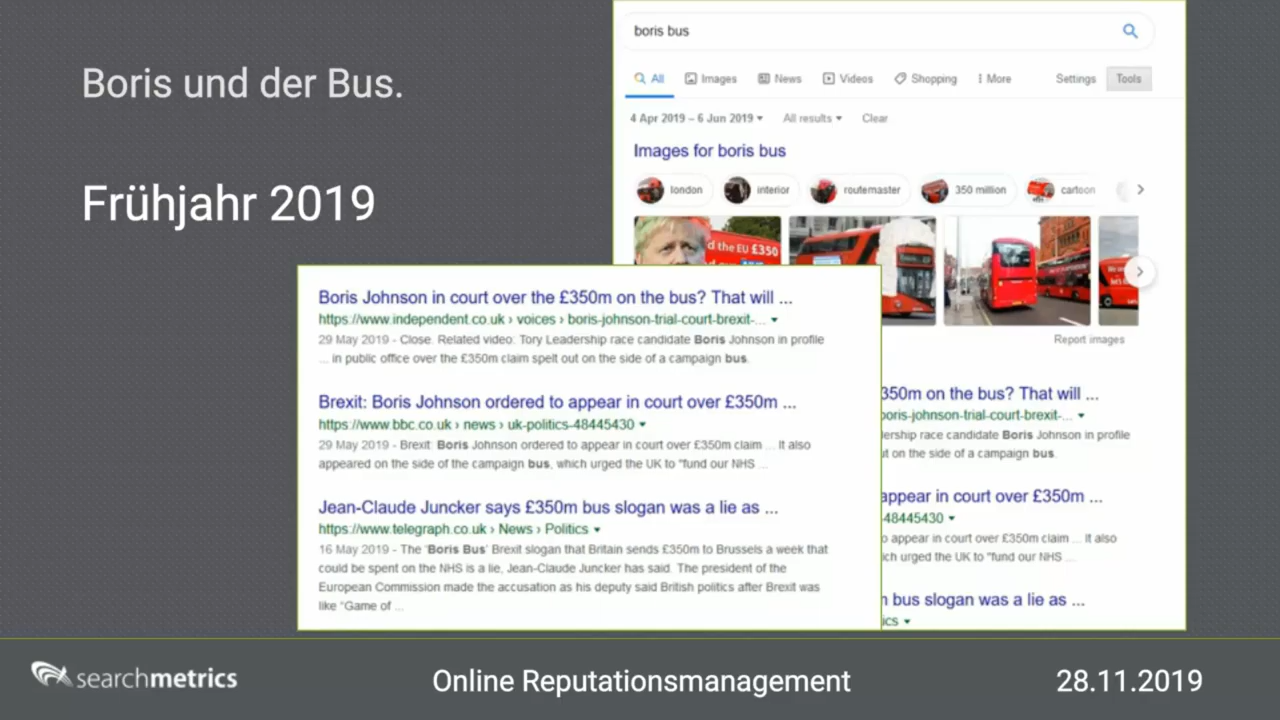 Boris und der Bus.
Frühjahr 2019
boris bus
All Images News Videos Shopping More Settings Tools
4 Apr 2019 – 6 Jun 2019 All results Clear
Images for boris bus
london interior routemaster 350 million cartoon
d the EU £350
Report images
Boris Johnson in court over the £350m on the bus? That will ...
https://www.independent.co.uk › voices › boris-johnson-trial-court-brexit-...
29 May 2019 - Close. Related video: Tory Leadership race candidate Boris Johnson in profile
... in public office over the £350m claim spelt out on the side of a campaign bus.
Brexit: Boris Johnson ordered to appear in court over £350m ...
https://www.bbc.co.uk › news › uk-politics-48445430
29 May 2019 - Brexit: Boris Johnson ordered to appear in court over £350m claim ... It also
appeared on the side of the campaign bus, which urged the UK to "fund our NHS ...
Jean-Claude Juncker says £350m bus slogan was a lie as ...
https://www.telegraph.co.uk › News › Politics
16 May 2019 - The 'Boris Bus' Brexit slogan that Britain sends £350m to Brussels a week that
could be spent on the NHS is a lie, Jean-Claude Juncker has said. The president of the
European Commission made the accusation as his deputy said British politics after Brexit was
like "Game of ...
350m on the bus? That will ...
boris-johnson-trial-court-brexit-...
ership race candidate Boris Johnson in profile
t out on the side of a campaign bus.
appear in court over £350m ...
48445430
o appear in court over £350m claim ... It also
ich urged the UK to "fund our NHS ...
n bus slogan was a lie as ...
ics
searchmetrics
Online Reputationsmanagement
28.11.2019